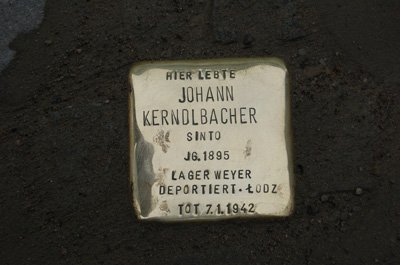 HIER LEBTE
JOHANN
KERNDLBACHER
SINTO
JG. 1895
LAGER WEYER
DEPORTIERT · ŁODZ
TOT 7.1.1942